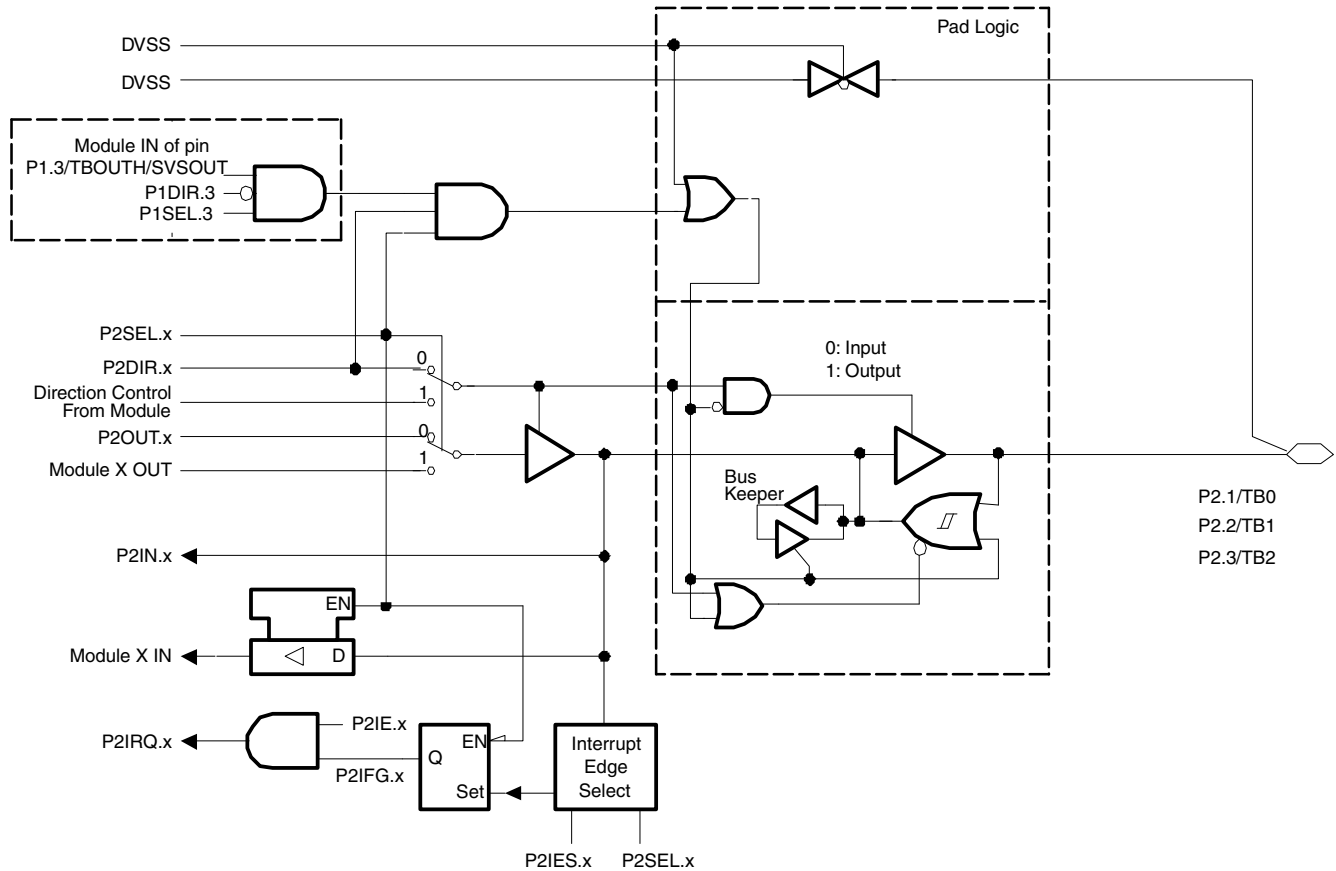 Pad Logic
DVSS
DVSS
Module IN of pin
P1.3/TBOUTH/SVSOUT
P1DIR.3
P1SEL.3
P2SEL.x
P2DIR.x
0
Direction Control
From Module
1
P2OUT.x
0
Module X OUT
1
0: Input
1: Output
Bus
Keeper
P2.1/TB0
P2.2/TB1
P2.3/TB2
P2IN.x
EN
Module X IN
D
P2IRQ.x
P2IE.x
P2IFG.x
EN
Q
Set
Interrupt
Edge
Select
P2IES.x
P2SEL.x